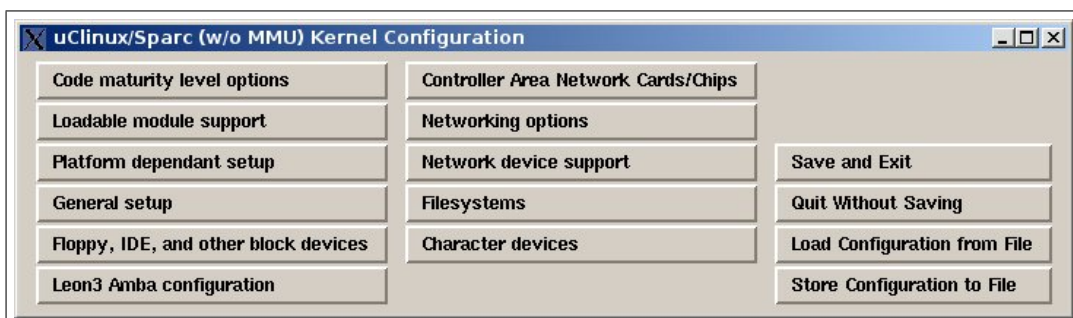 uClinux/Sparc (w/o MMU) Kernel Configuration
Code maturity level options
Loadable module support
Platform dependant setup
General setup
Floppy, IDE, and other block devices
Leon3 Amba configuration
Controller Area Network Cards/Chips
Networking options
Network device support
Filesystems
Character devices
Save and Exit
Quit Without Saving
Load Configuration from File
Store Configuration to File